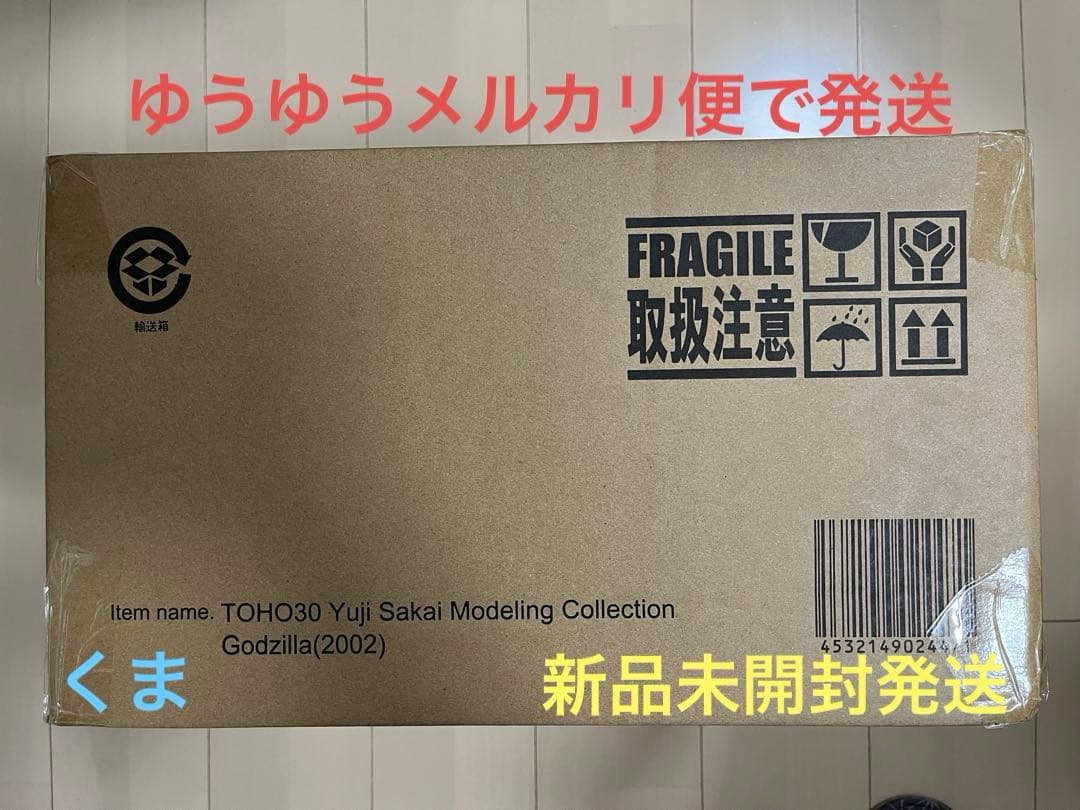 ゆうゆうメルカリ便で発送
輸送箱
FRAGILE
取扱注意
Item name. TOHO30 Yuji Sakai Modeling Collection
Godzilla(2002)
くま
新品未開封発送